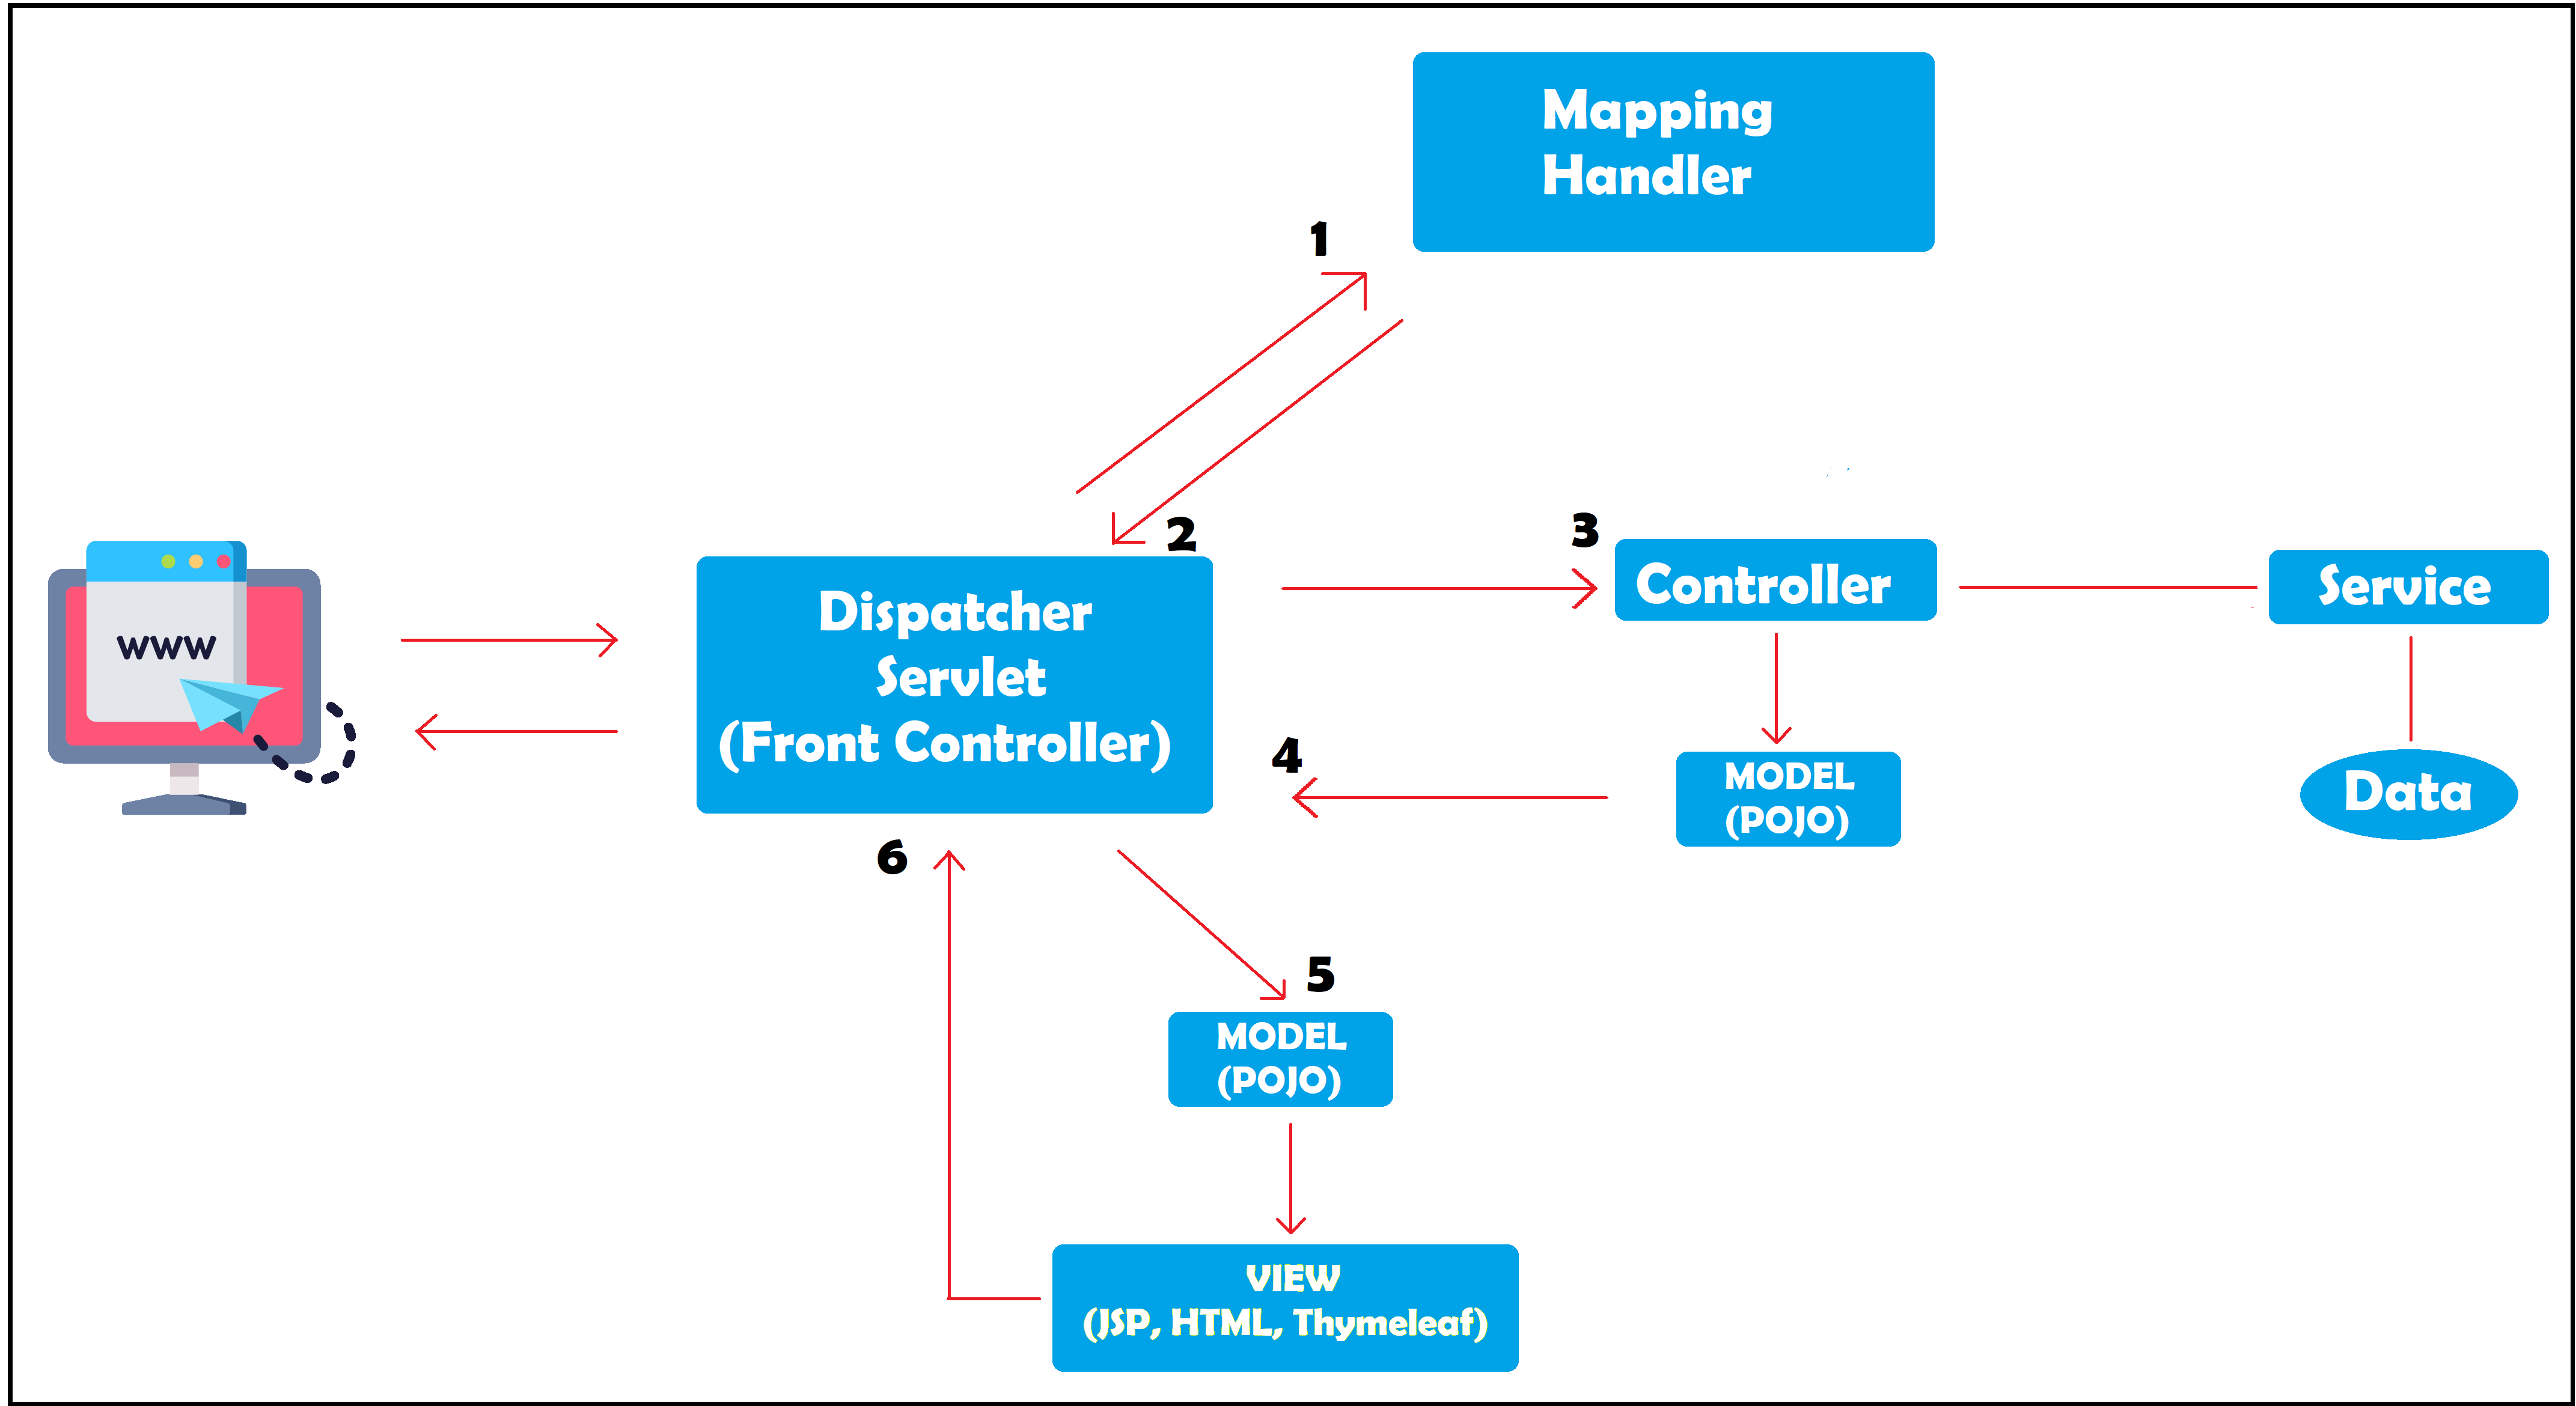 Mapping
Handler
1
2
3
Controller
Service
Dispatcher
Servlet
(Front Controller)
www
4
MODEL
(POJO)
Data
6
5
MODEL
(POJO)
VIEW
(JSP, HTML, Thymeleaf)